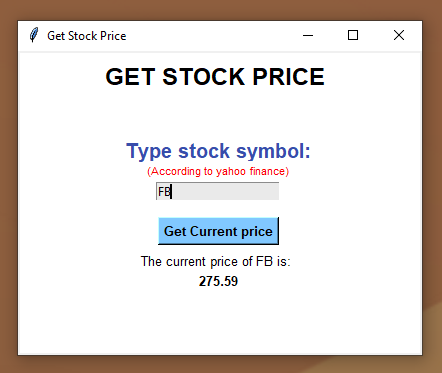 Get Stock Price
GET STOCK PRICE
Type stock symbol:
(According to yahoo finance)
FB
Get Current price
The current price of FB is:
275.59